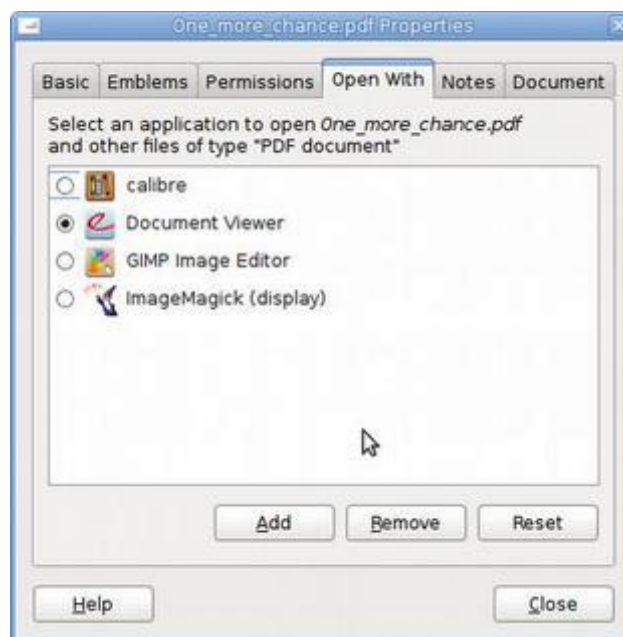 One_more_chance.pdf Properties
Basic Emblems Permissions Open With Notes Document
Select an application to open One_more_chance.pdf
and other files of type "PDF document"
calibre
Document Viewer
GIMP Image Editor
ImageMagick (display)
Add Remove Reset
Help Close